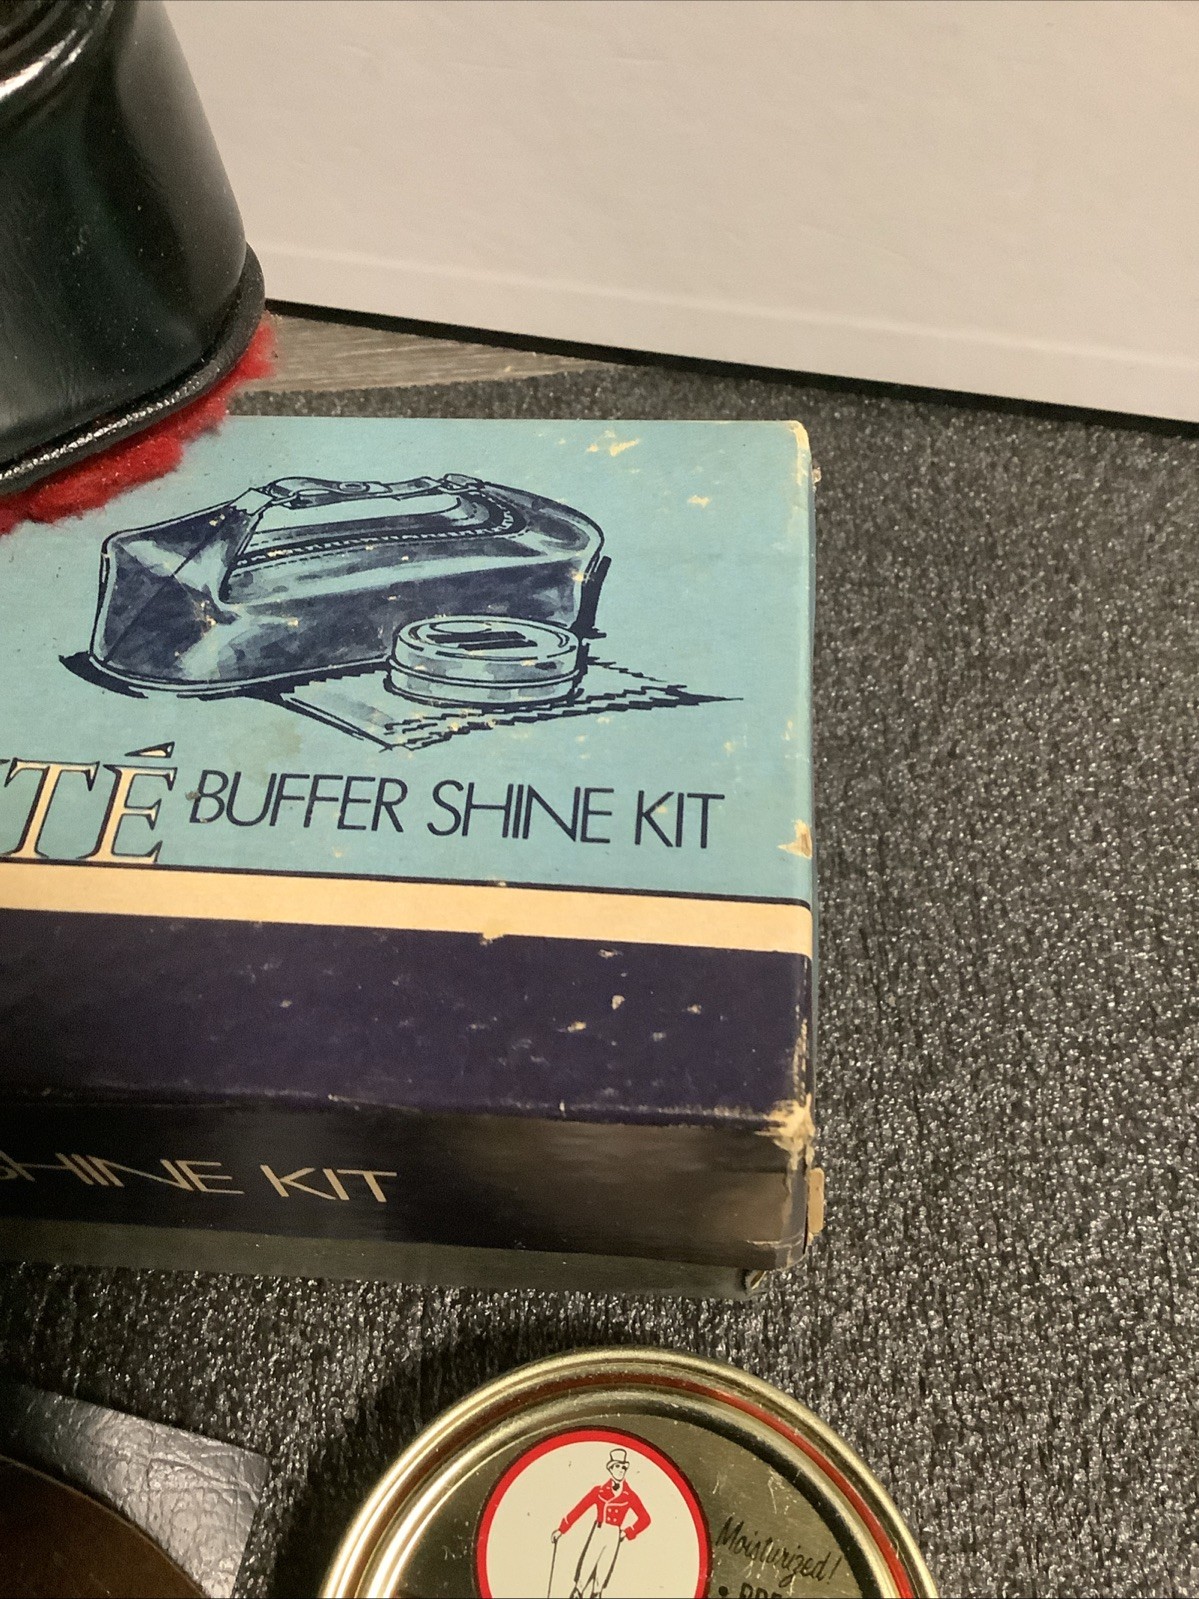 TÉ BUFFER SHINE KIT
SHINE KIT
Moisturized!